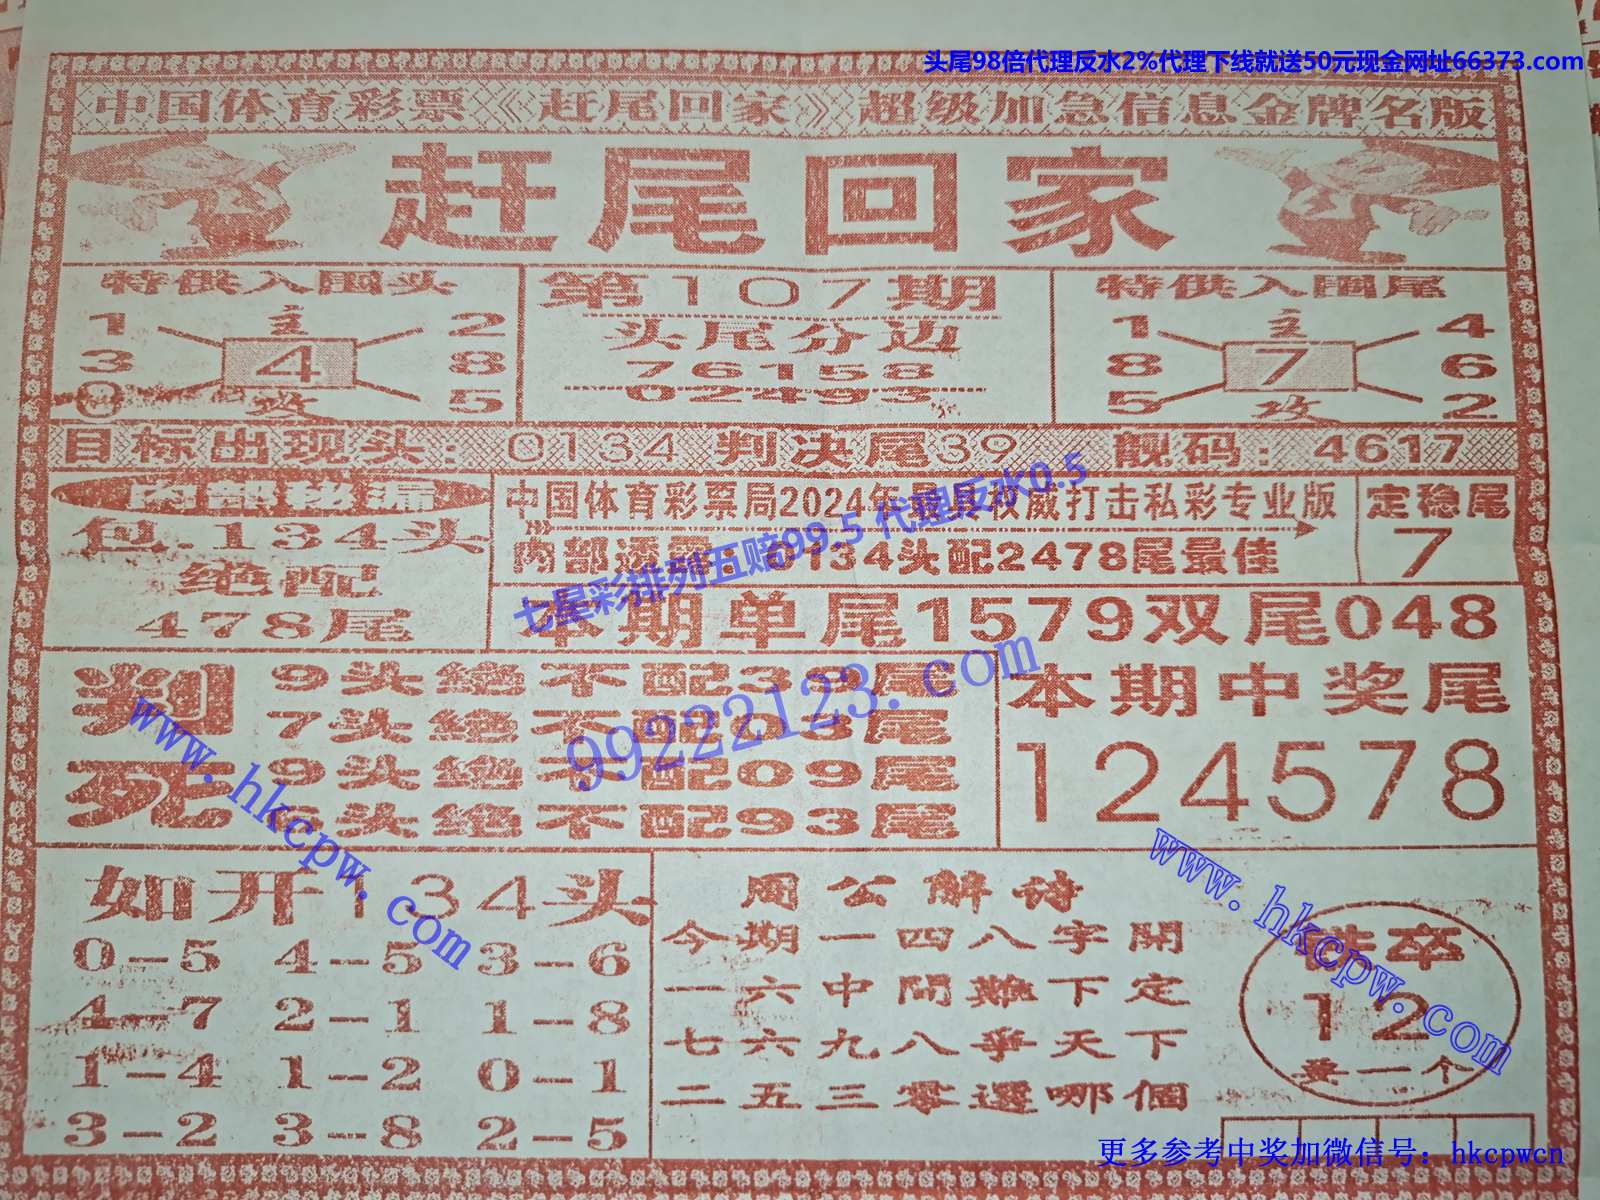 头尾98倍代理反水2%代理下线就送50元现金网址66373.com
中国体育彩票《赶尾回家》超级加急信息金牌名版
赶尾回家
特供入围头
1 主 2
3 4 8
0 攻 5
第107期
头尾分边
76158
02493
特供入围尾
1 主 4
8 7 6
5 攻 2
目标出现头：0134 判决尾39 靓码：4617
内部秘漏
包.134头
绝配
478尾
中国体育彩票局2024年最具权威打击私彩专业版
内部透露：0134头配2478尾最佳
定稳尾
7
七星彩排列五赔99.5 代理反水0.5
本期单尾1579双尾048
判死
9头绝不配33尾
7头绝不配03尾
9头绝不配09尾
头绝不配93尾
99222123.com
本期中奖尾
124578
www.hkcpw.com
如开134头
0-5 4-5 3-6
4-7 2-1 1-8
1-4 1-2 0-1
3-2 3-8 2-5
周公解诗
今期一四八字開
一六中間難下定
七六九八爭天下
二五三零選哪個
www.hkcpw.com
卒
12
卖一个
更多参考中奖加微信号：hkcpwcn